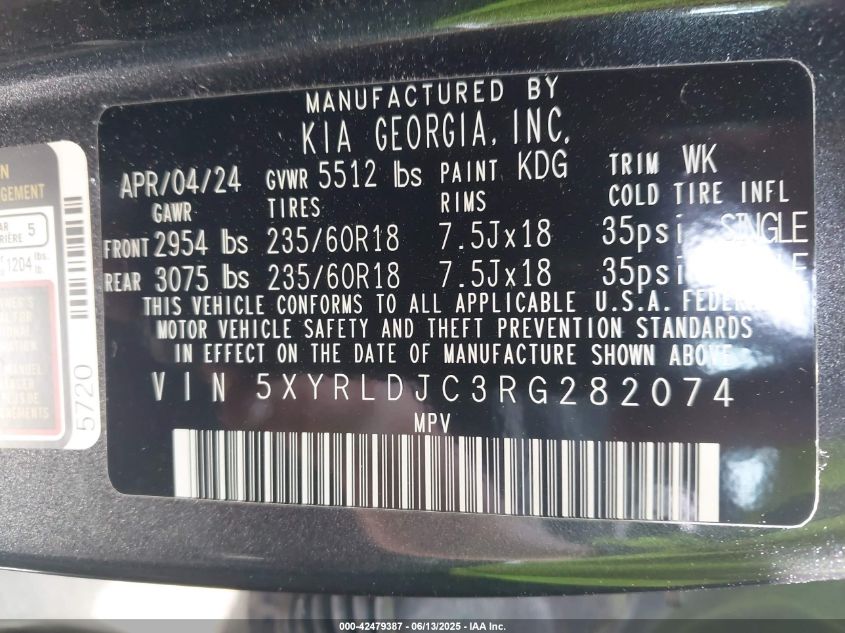 MANUFACTURED BY
KIA GEORGIA, INC.
APR/04/24 GVWR 5512 lbs PAINT KDG TRIM WK
GAWR TIRES RIMS COLD TIRE INFL
FRONT 2954 lbs 235/60R18 7.5Jx18 35psi SINGLE
REAR 3075 lbs 235/60R18 7.5Jx18 35psi
THIS VEHICLE CONFORMS TO ALL APPLICABLE U.S.A.
MOTOR VEHICLE SAFETY AND THEFT PREVENTION STANDARDS
IN EFFECT ON THE DATE OF MANUFACTURE SHOWN ABOVE
VIN 5XYRLDJC3RG282074
MPV
5
1204 lb.
5720
000-42479387 - 06/13/2025 - IAA Inc.